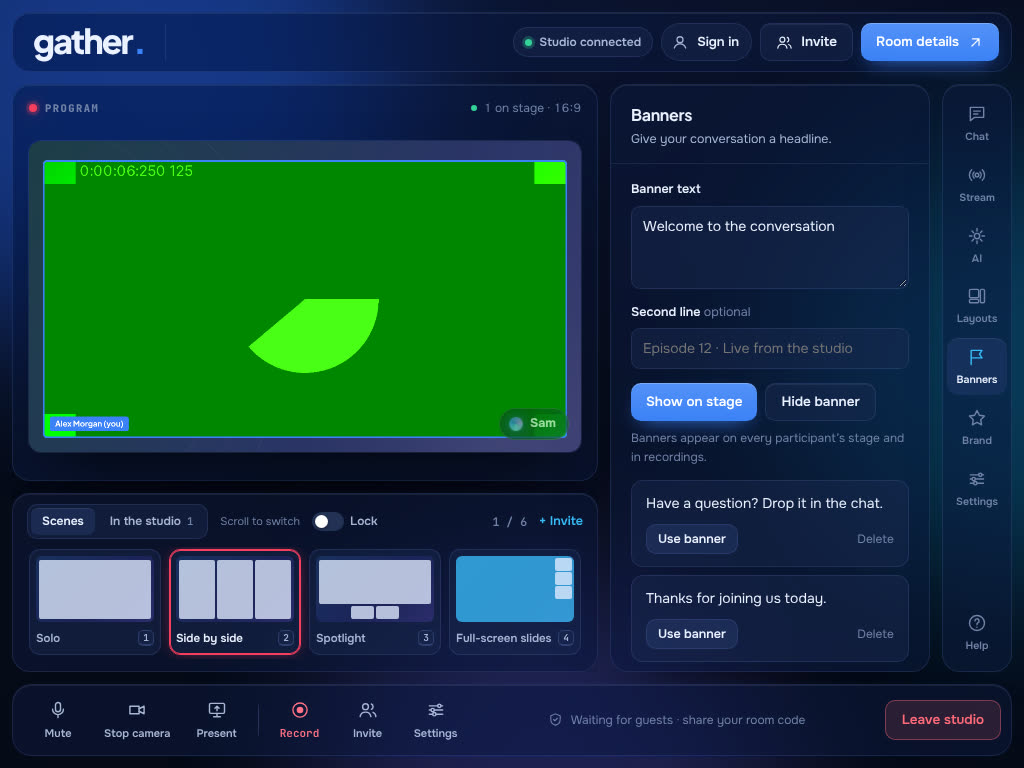 gather.
Studio connected
Sign in
Invite
Room details
PROGRAM
1 on stage · 16:9
0:00:06:250 125
Alex Morgan (you)
Sam
Scenes
In the studio 1
Scroll to switch
Lock
1 / 6
+ Invite
Solo
1
Side by side
2
Spotlight
3
Full-screen slides
4
Banners
Give your conversation a headline.
Banner text
Welcome to the conversation
Second line optional
Episode 12 · Live from the studio
Show on stage
Hide banner
Banners appear on every participant's stage and
in recordings.
Have a question? Drop it in the chat.
Use banner
Delete
Thanks for joining us today.
Use banner
Delete
Chat
Stream
AI
Layouts
Banners
Brand
Settings
Help
Mute
Stop camera
Present
Record
Invite
Settings
Waiting for guests · share your room code
Leave studio